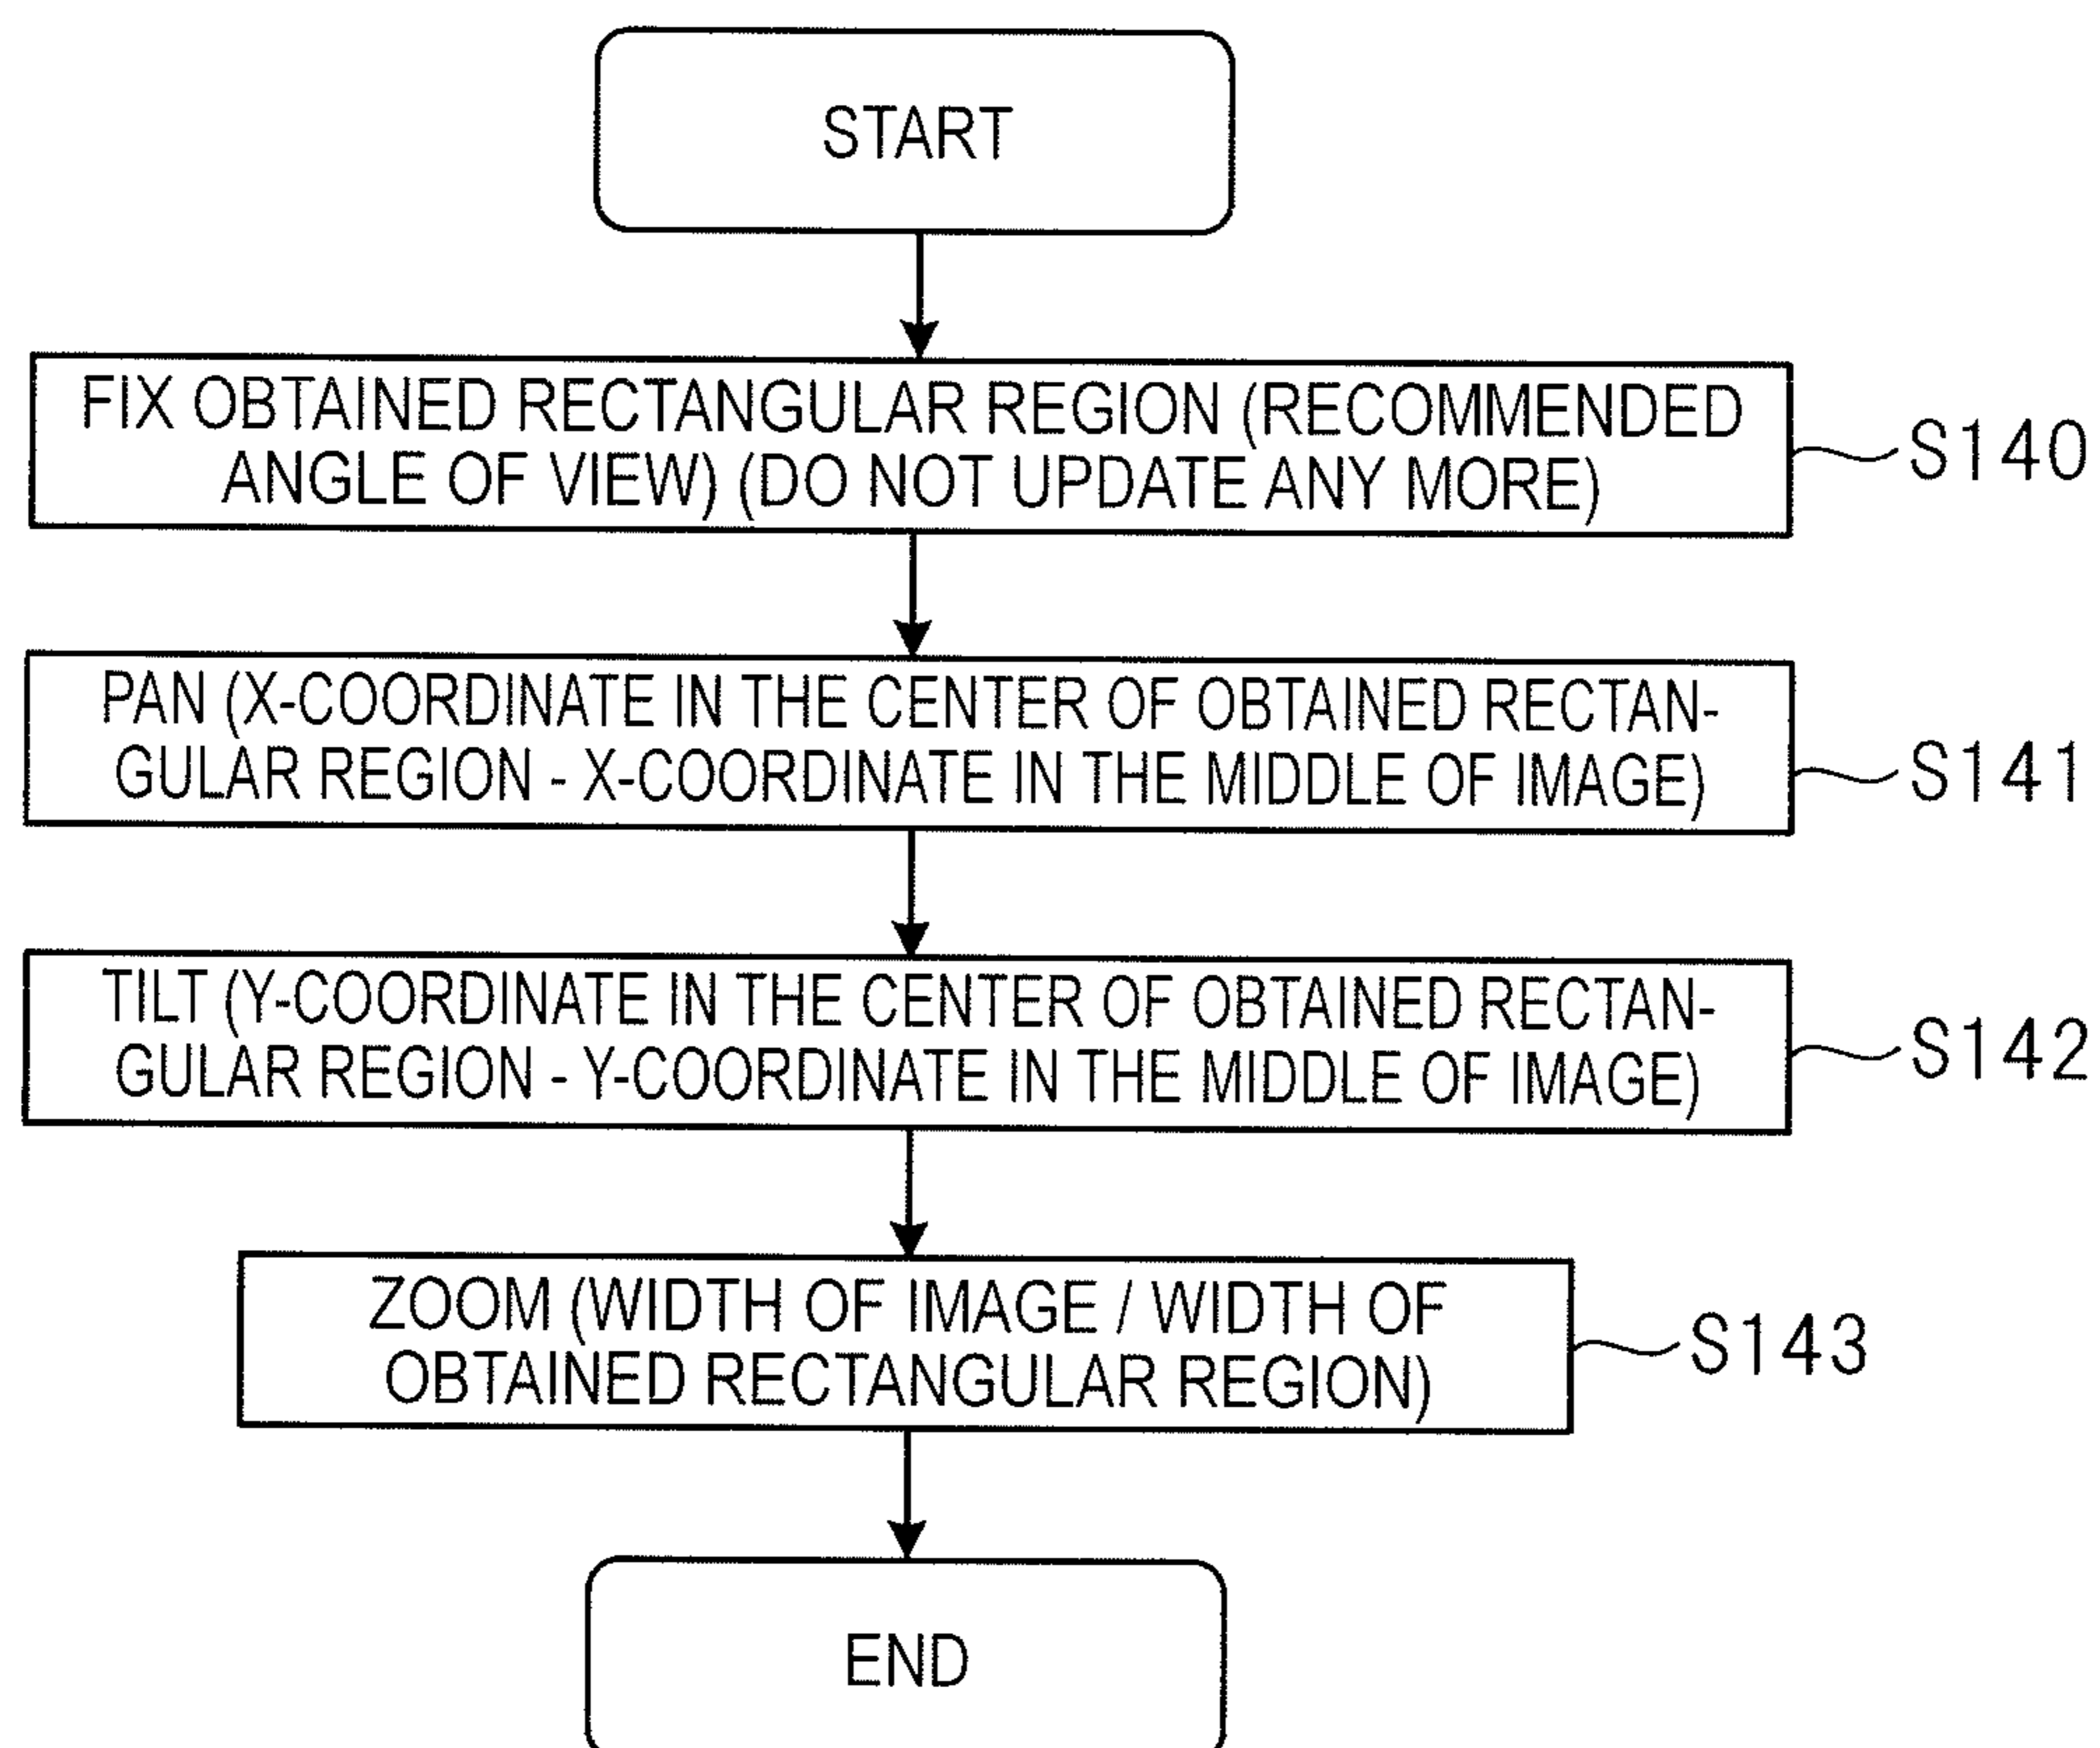 START
FIX OBTAINED RECTANGULAR REGION (RECOMMENDED
ANGLE OF VIEW) (DO NOT UPDATE ANY MORE)
S140
PAN (X-COORDINATE IN THE CENTER OF OBTAINED RECTAN-
GULAR REGION - X-COORDINATE IN THE MIDDLE OF IMAGE)
S141
TILT (Y-COORDINATE IN THE CENTER OF OBTAINED RECTAN-
GULAR REGION - Y-COORDINATE IN THE MIDDLE OF IMAGE)
S142
ZOOM (WIDTH OF IMAGE / WIDTH OF
OBTAINED RECTANGULAR REGION)
S143
END